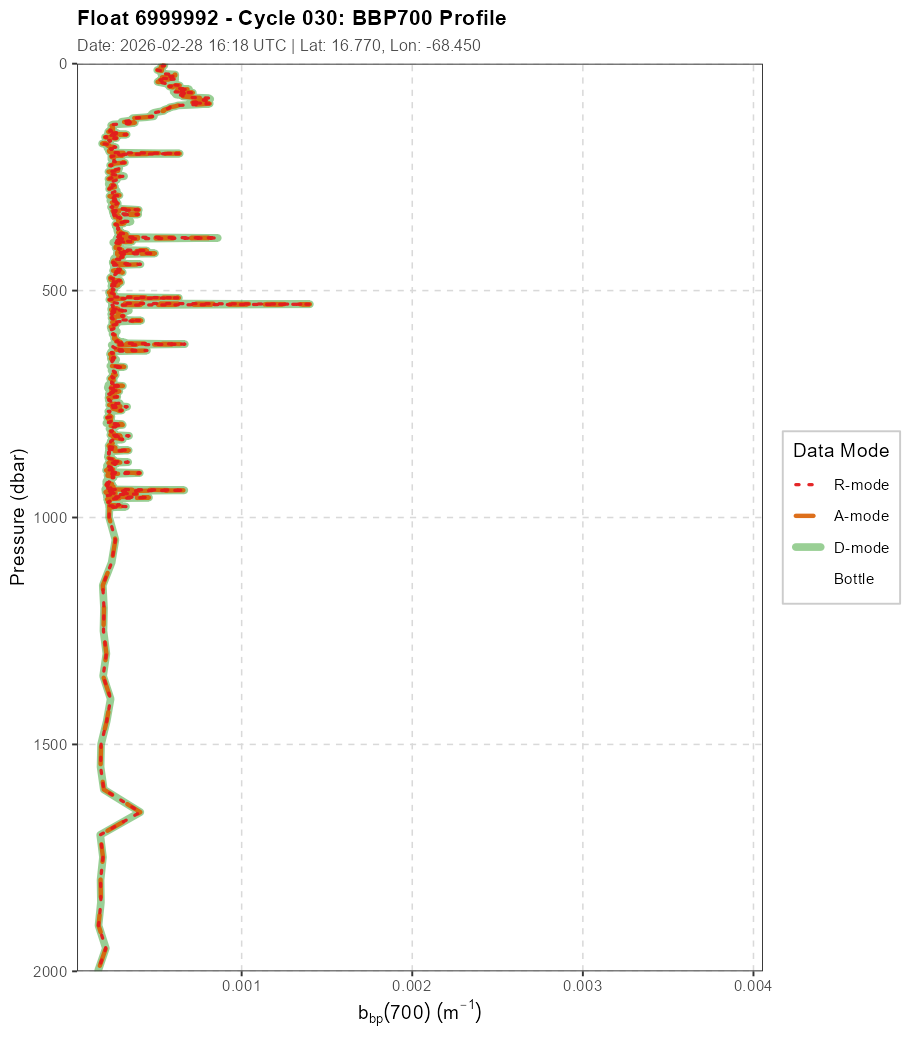 Float 6999992 - Cycle 030: BBP700 Profile
Date: 2026-02-28 16:18 UTC | Lat: 16.770, Lon: -68.450
0
500
1000
1500
2000
Pressure (dbar)
0.001
0.002
0.003
0.004
b_bp(700) (m⁻¹)
Data Mode
R-mode
A-mode
D-mode
Bottle